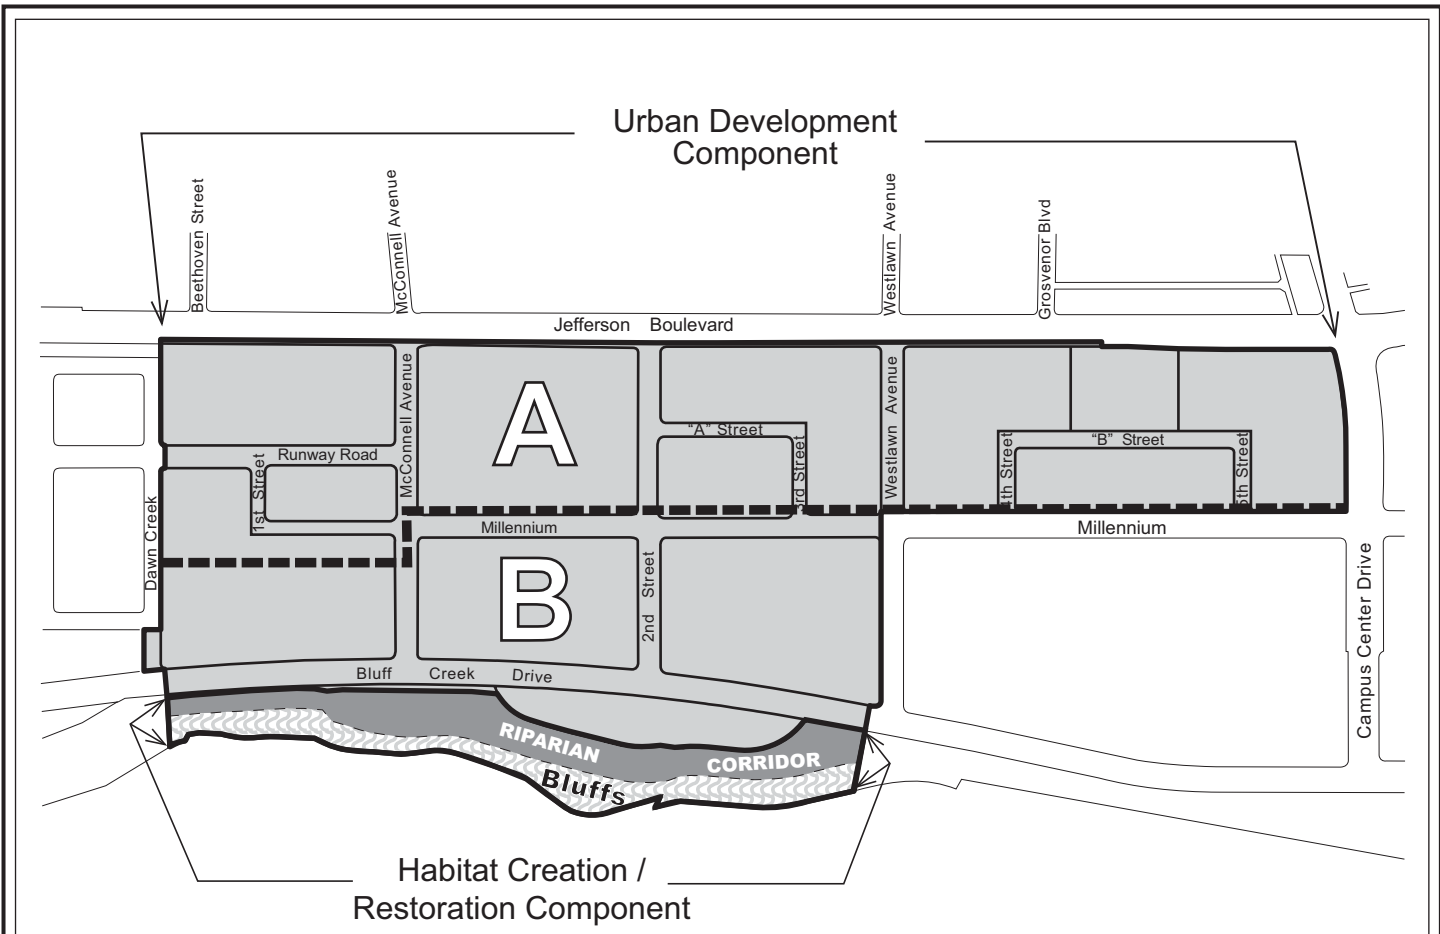 Urban Development
Component
Beethoven Street
McConnell Avenue
Westlawn Avenue
Grosvenor Blvd
Jefferson Boulevard
McConnell Avenue
A
Westlawn Avenue
"A" Street
3rd Street
"B" Street
4th Street
5th Street
Runway Road
1st Street
Dawn Creek
Millennium
Millennium
B
2nd Street
Campus Center Drive
Bluff Creek Drive
RIPARIAN CORRIDOR
Bluffs
Habitat Creation /
Restoration Component